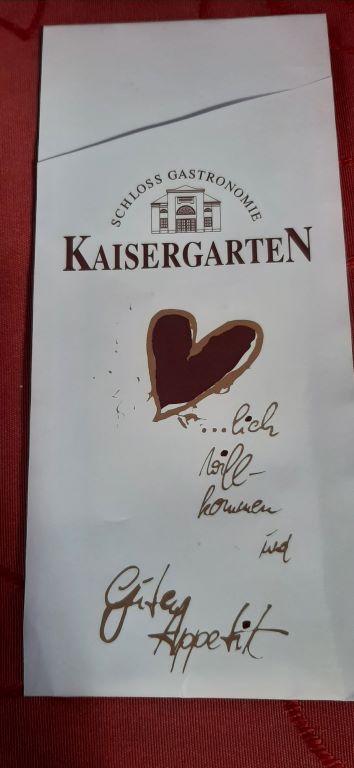 SCHLOSS GASTRONOMIE
KAISERGARTEN
...lich
will-
kommen
und
Guten
Appetit